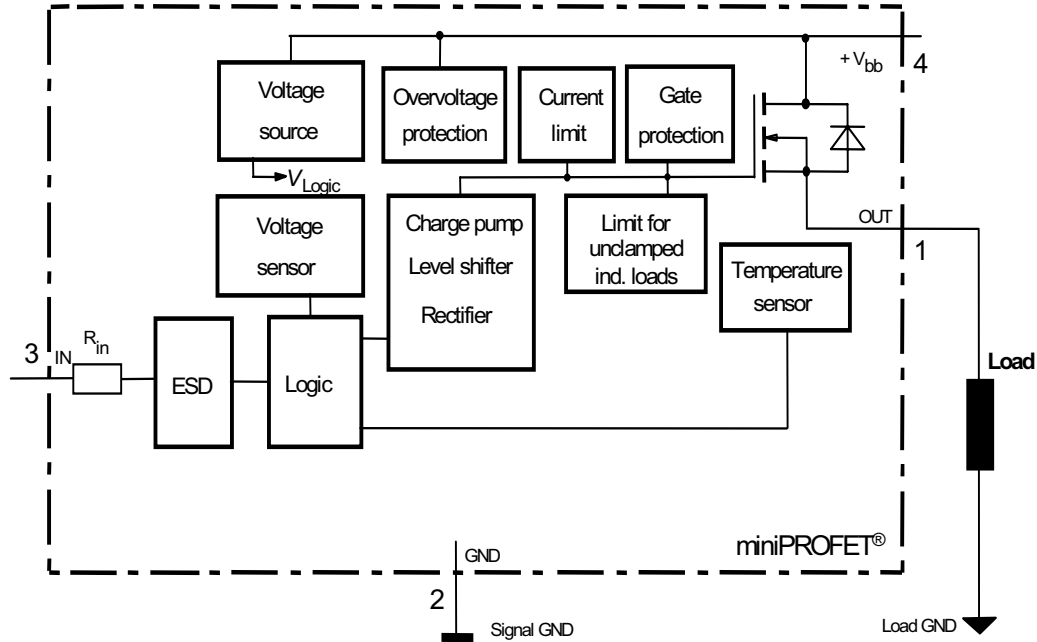 + V bb
4
Voltage
source
Overvoltage
protection
Current
limit
Gate
protection
V Logic
Voltage
sensor
Charge pump
Level shifter
Rectifier
Limit for
unclamped
ind. loads
OUT
1
Temperature
sensor
3
IN
R in
ESD
Logic
Load
miniPROFET®
GND
2
Signal GND
Load GND